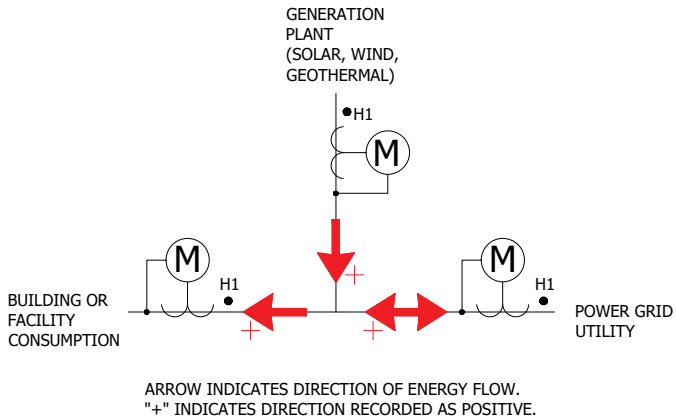 GENERATION
PLANT
(SOLAR, WIND,
GEOTHERMAL)
H1
M
+
M
H1
BUILDING OR
FACILITY
CONSUMPTION
+
+
M
H1
POWER GRID
UTILITY
ARROW INDICATES DIRECTION OF ENERGY FLOW.
"+" INDICATES DIRECTION RECORDED AS POSITIVE.